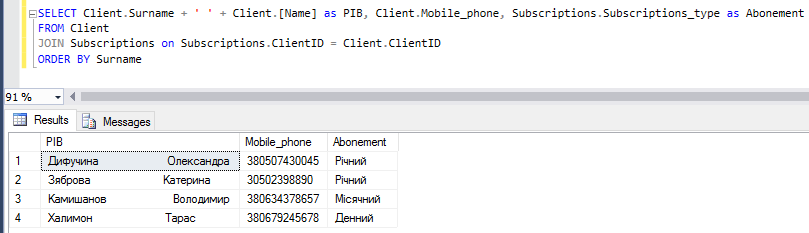 SELECT Client.Surname + ' ' + Client.[Name] as PIB, Client.Mobile_phone, Subscriptions.Subscriptions_type as Abonement
FROM Client
JOIN Subscriptions on Subscriptions.ClientID = Client.ClientID
ORDER BY Surname
91 %
Results Messages
PIB Mobile_phone Abonement
1 Дифучина Олександра 380507430045 Річний
2 Зяброва Катерина 30502398890 Річний
3 Камишанов Володимир 380634378657 Місячний
4 Халимон Тарас 380679245678 Денний